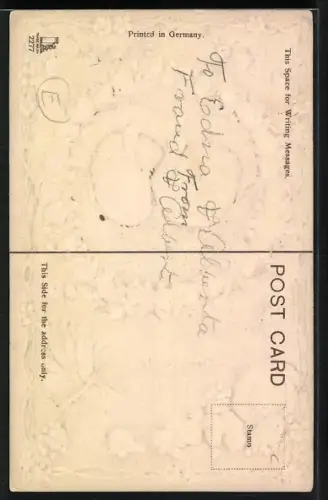 POST CARD
This Space for Writing Messages.
This Side for the address only.
Printed in Germany.
2277
E
To Edna & Alberta
From
Stamp